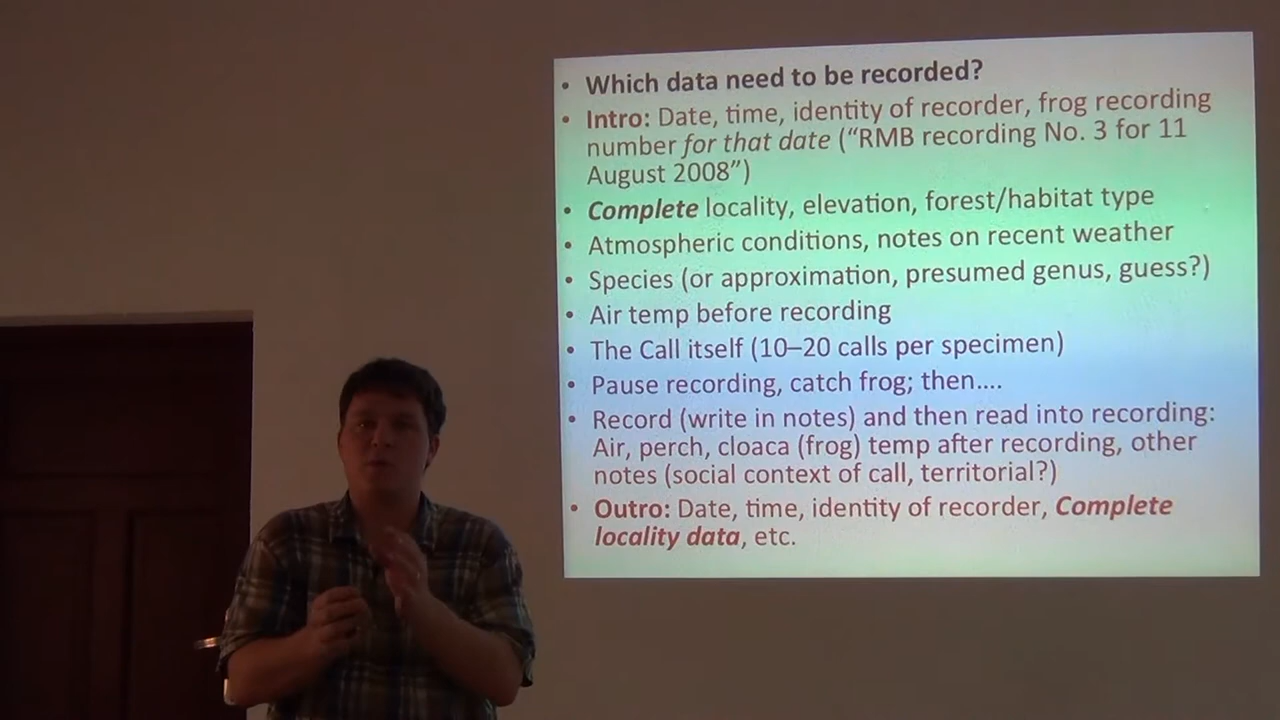 • Which data need to be recorded?
• Intro: Date, time, identity of recorder, frog recording
number for that date (“RMB recording No. 3 for 11
August 2008”)
• Complete locality, elevation, forest/habitat type
• Atmospheric conditions, notes on recent weather
• Species (or approximation, presumed genus, guess?)
• Air temp before recording
• The Call itself (10–20 calls per specimen)
• Pause recording, catch frog; then....
• Record (write in notes) and then read into recording:
Air, perch, cloaca (frog) temp after recording, other
notes (social context of call, territorial?)
• Outro: Date, time, identity of recorder, Complete
locality data, etc.